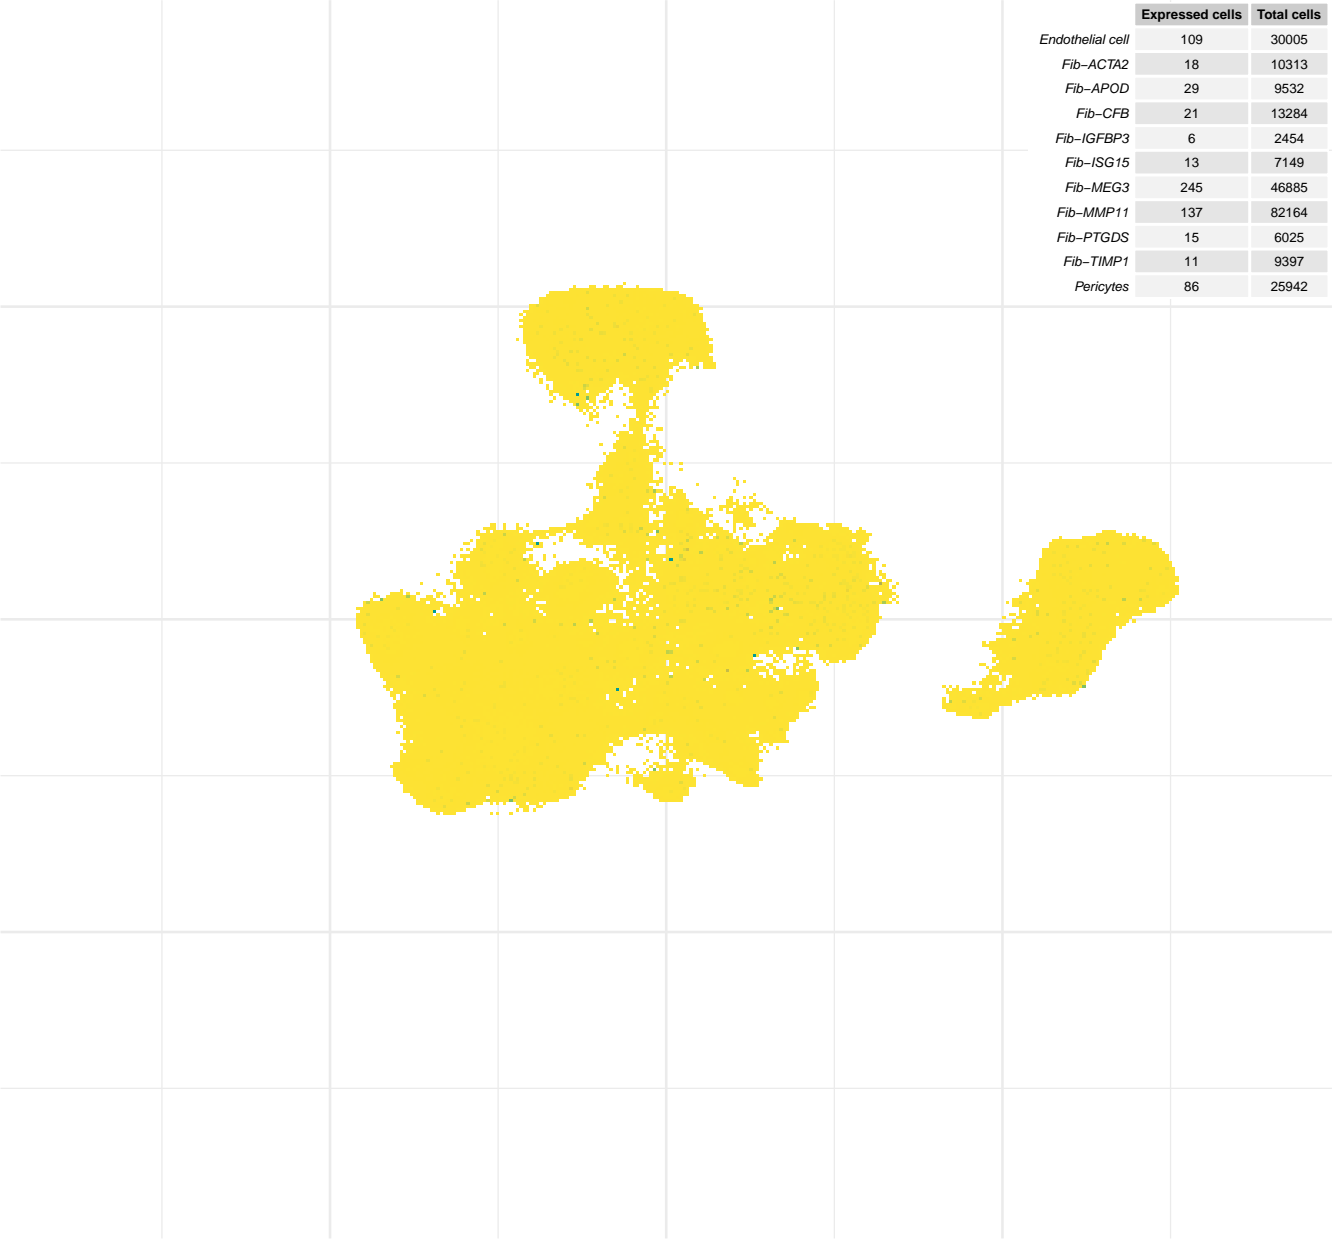 Expressed cells Total cells
Endothelial cell 109 30005
Fib−ACTA2 18 10313
Fib−APOD 29 9532
Fib−CFB 21 13284
Fib−IGFBP3 6 2454
Fib−ISG15 13 7149
Fib−MEG3 245 46885
Fib−MMP11 137 82164
Fib−PTGDS 15 6025
Fib−TIMP1 11 9397
Pericytes 86 25942